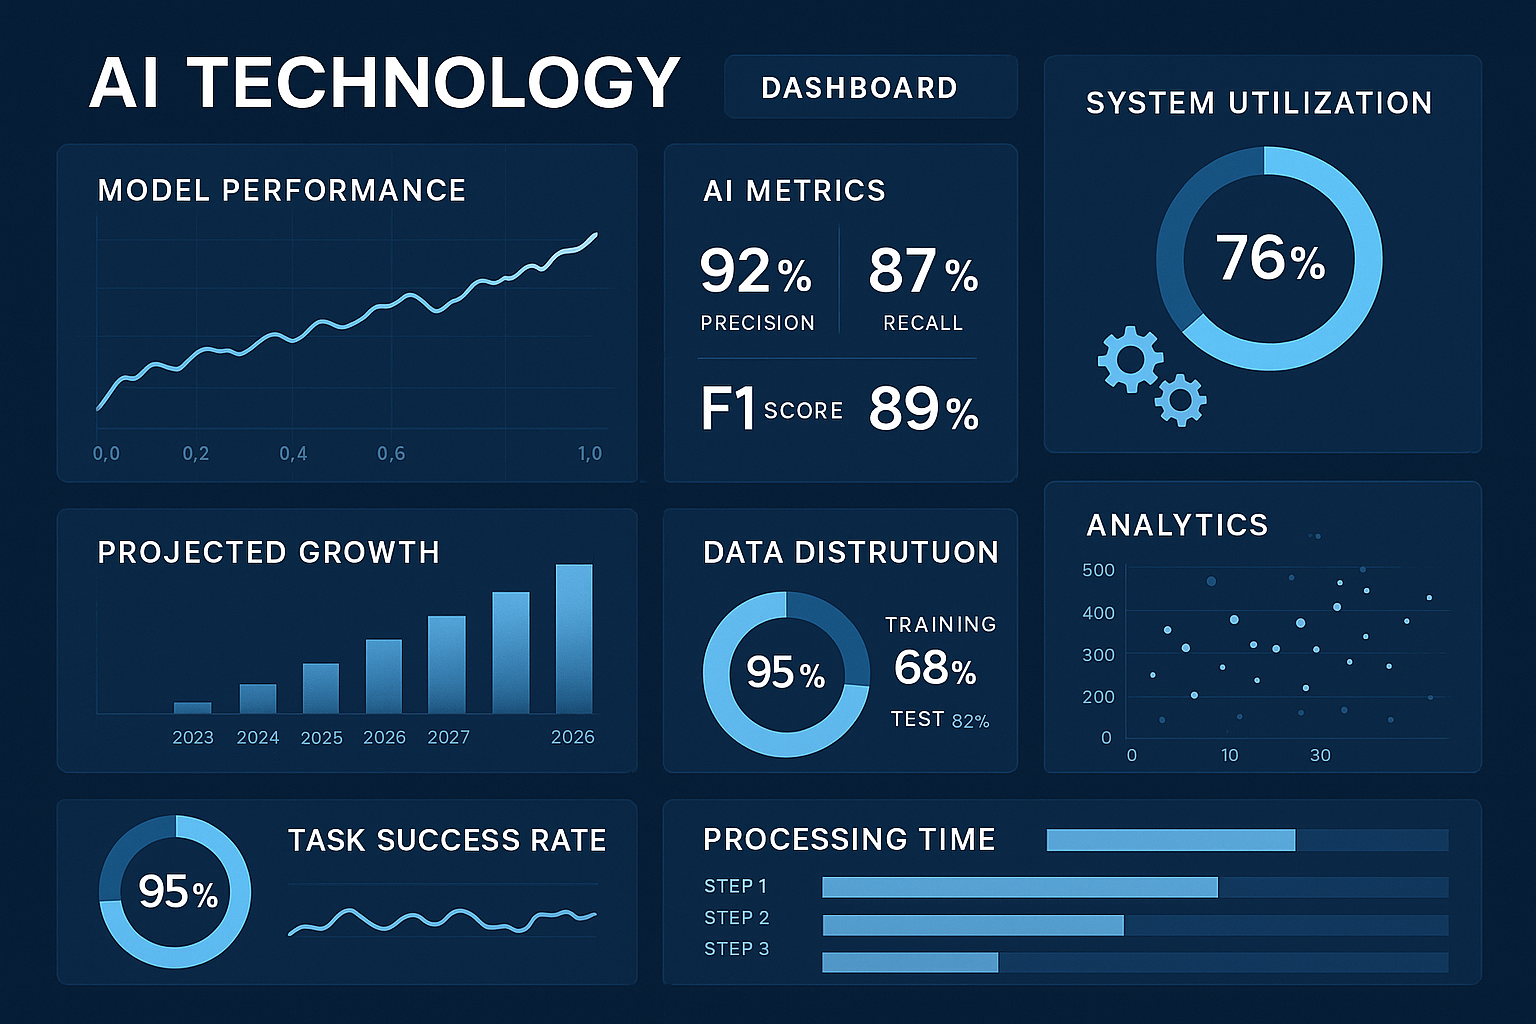 AI TECHNOLOGY
DASHBOARD
MODEL PERFORMANCE
0,0 0,2 0,4 0,6 1,0
AI METRICS
92% 87%
PRECISION RECALL
F1 SCORE 89%
SYSTEM UTILIZATION
76%
PROJECTED GROWTH
2023 2024 2025 2026 2027 2026
DATA DISTRUTUON
95%
TRAINING
68%
TEST 82%
ANALYTICS
500
400
300
200
0
0 10 30
95%
TASK SUCCESS RATE
PROCESSING TIME
STEP 1
STEP 2
STEP 3